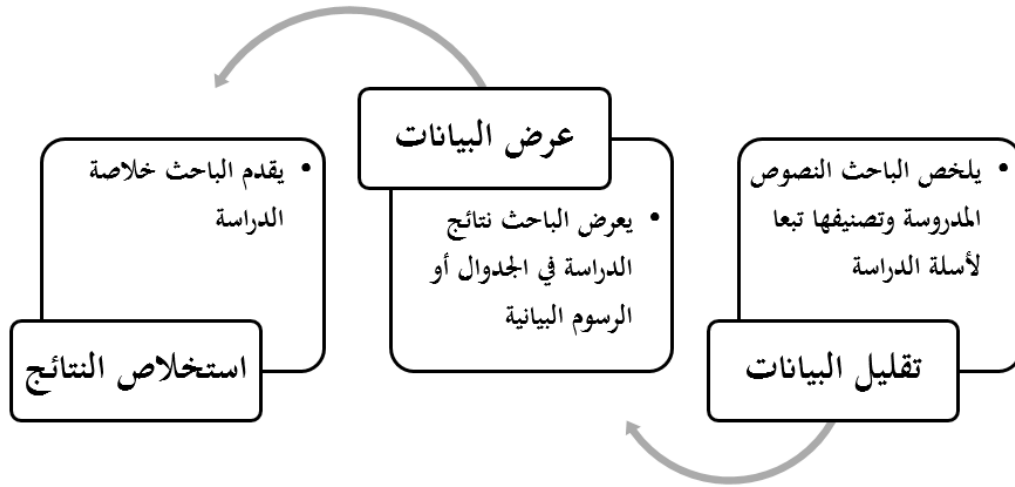 • يلخص الباحث النصوص
المدروسة وتصنيفها تبعا
لأسلة الدراسة
تقليل البيانات
عرض البيانات
• يعرض الباحث نتائج
الدراسة في الجدوال أو
الرسوم البيانية
• يقدم الباحث خلاصة
الدراسة
استخلاص النتائج